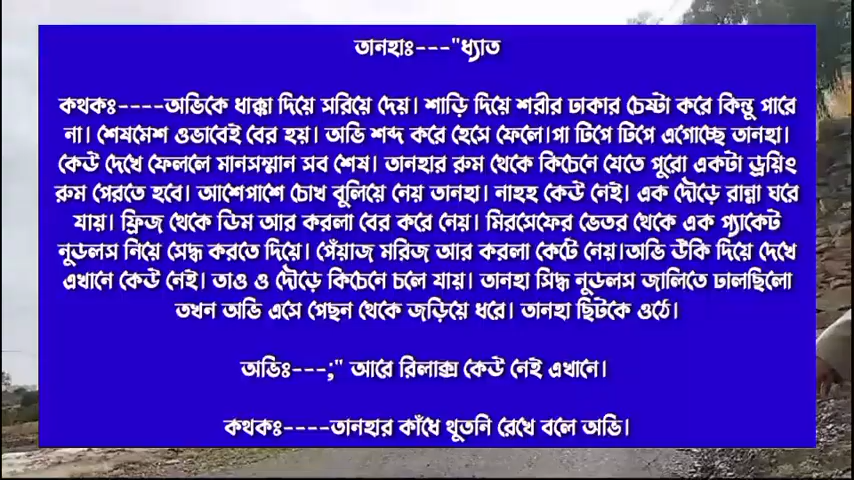 তানহাঃ---"ধ্যাত
কথকঃ----অভিকে ধাক্কা দিয়ে সরিয়ে দেয়। শাড়ি দিয়ে শরীর ঢাকার চেষ্টা করে কিন্তু পারে
না। শেষমেশ ওভাবেই বের হয়। অভি শব্দ করে হেসে ফেলে।পা টিপে টিপে এগোচ্ছে তানহা।
কেউ দেখে ফেললে মানসম্মান সব শেষ। তানহার রুম থেকে কিচেনে যেতে পুরো একটা ড্রয়িং
রুম পেরতে হবে। আশেপাশে চোখ বুলিয়ে নেয় তানহা। নাহহ কেউ নেই। এক দৌড়ে রান্না ঘরে
যায়। ফ্রিজ থেকে ডিম আর করলা বের করে নেয়। মিরসেফের ভেতর থেকে এক প্যাকেট
নুডলস নিয়ে সেদ্ধ করতে দিয়ে। পেঁয়াজ মরিজ আর করলা কেটে নেয়।অভি উঁকি দিয়ে দেখে
এখানে কেউ নেই। তাও ও দৌড়ে কিচেনে চলে যায়। তানহা সিদ্ধ নুডলস জালিতে ঢালছিলো
তখন অভি এসে পেছন থেকে জড়িয়ে ধরে। তানহা ছিটকে ওঠে।
অভিঃ---;" আরে রিলাক্স কেউ নেই এখানে।
কথকঃ----তানহার কাঁধে থুতনি রেখে বলে অভি।